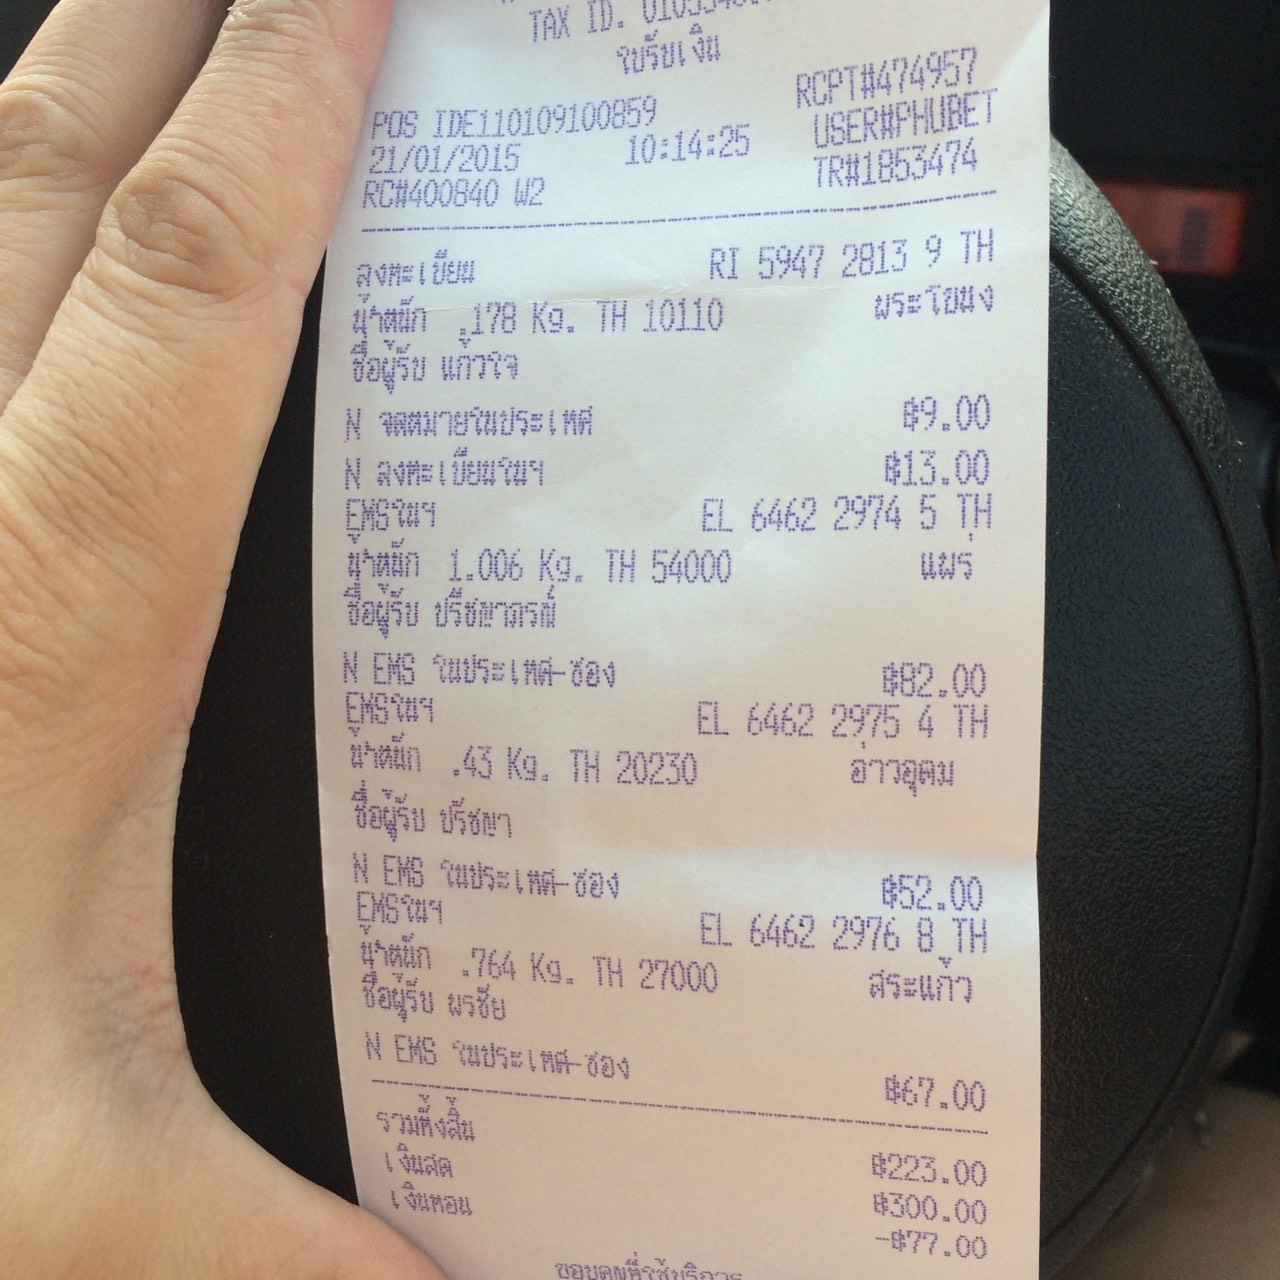 TAX ID.
ใบรับเงิน
RCPT#474957
POS IDE110109100859 USER#PHUBET
21/01/2015 10:14:25 TR#1853474
RC#400840 W2
ลงทะเบียน RI 5947 2813 9 TH
น้ำหนัก .178 Kg. TH 10110 พระโขนง
ชื่อผู้รับ แก้วใจ
N จดหมายในประเทศ ฿9.00
N ลงทะเบียนในฯ ฿13.00
EMSในฯ EL 6462 2974 5 TH
น้ำหนัก 1.006 Kg. TH 54000 แพร่
ชื่อผู้รับ ปรีชญาภรณ์
N EMS ในประเทศ-ซอง ฿82.00
EMSในฯ EL 6462 2975 4 TH
น้ำหนัก .43 Kg. TH 20230 อ่าวอุดม
ชื่อผู้รับ ปรัชญา
N EMS ในประเทศ-ซอง ฿52.00
EMSในฯ EL 6462 2976 8 TH
น้ำหนัก .764 Kg. TH 27000 สระแก้ว
ชื่อผู้รับ พรชัย
N EMS ในประเทศ-ซอง ฿67.00
รวมทั้งสิ้น ฿223.00
เงินสด ฿300.00
เงินทอน -฿77.00
ขอบคุณที่ใช้บริการ